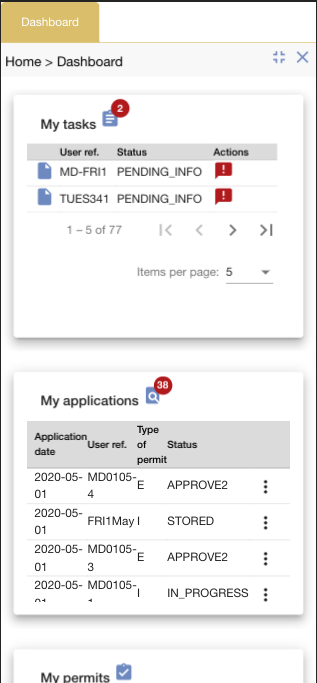 Dashboard
Home > Dashboard
My tasks 2
User ref. Status Actions
MD-FRI1 PENDING_INFO
TUES341 PENDING_INFO
1 – 5 of 77
Items per page: 5
My applications 38
Application date User ref. Type of permit Status
2020-05-01 MD0105-4 E APPROVE2
2020-05-01 FRI1May I STORED
2020-05-01 MD0105-3 E APPROVE2
2020-05-01 MD0105-1 I IN_PROGRESS
My permits